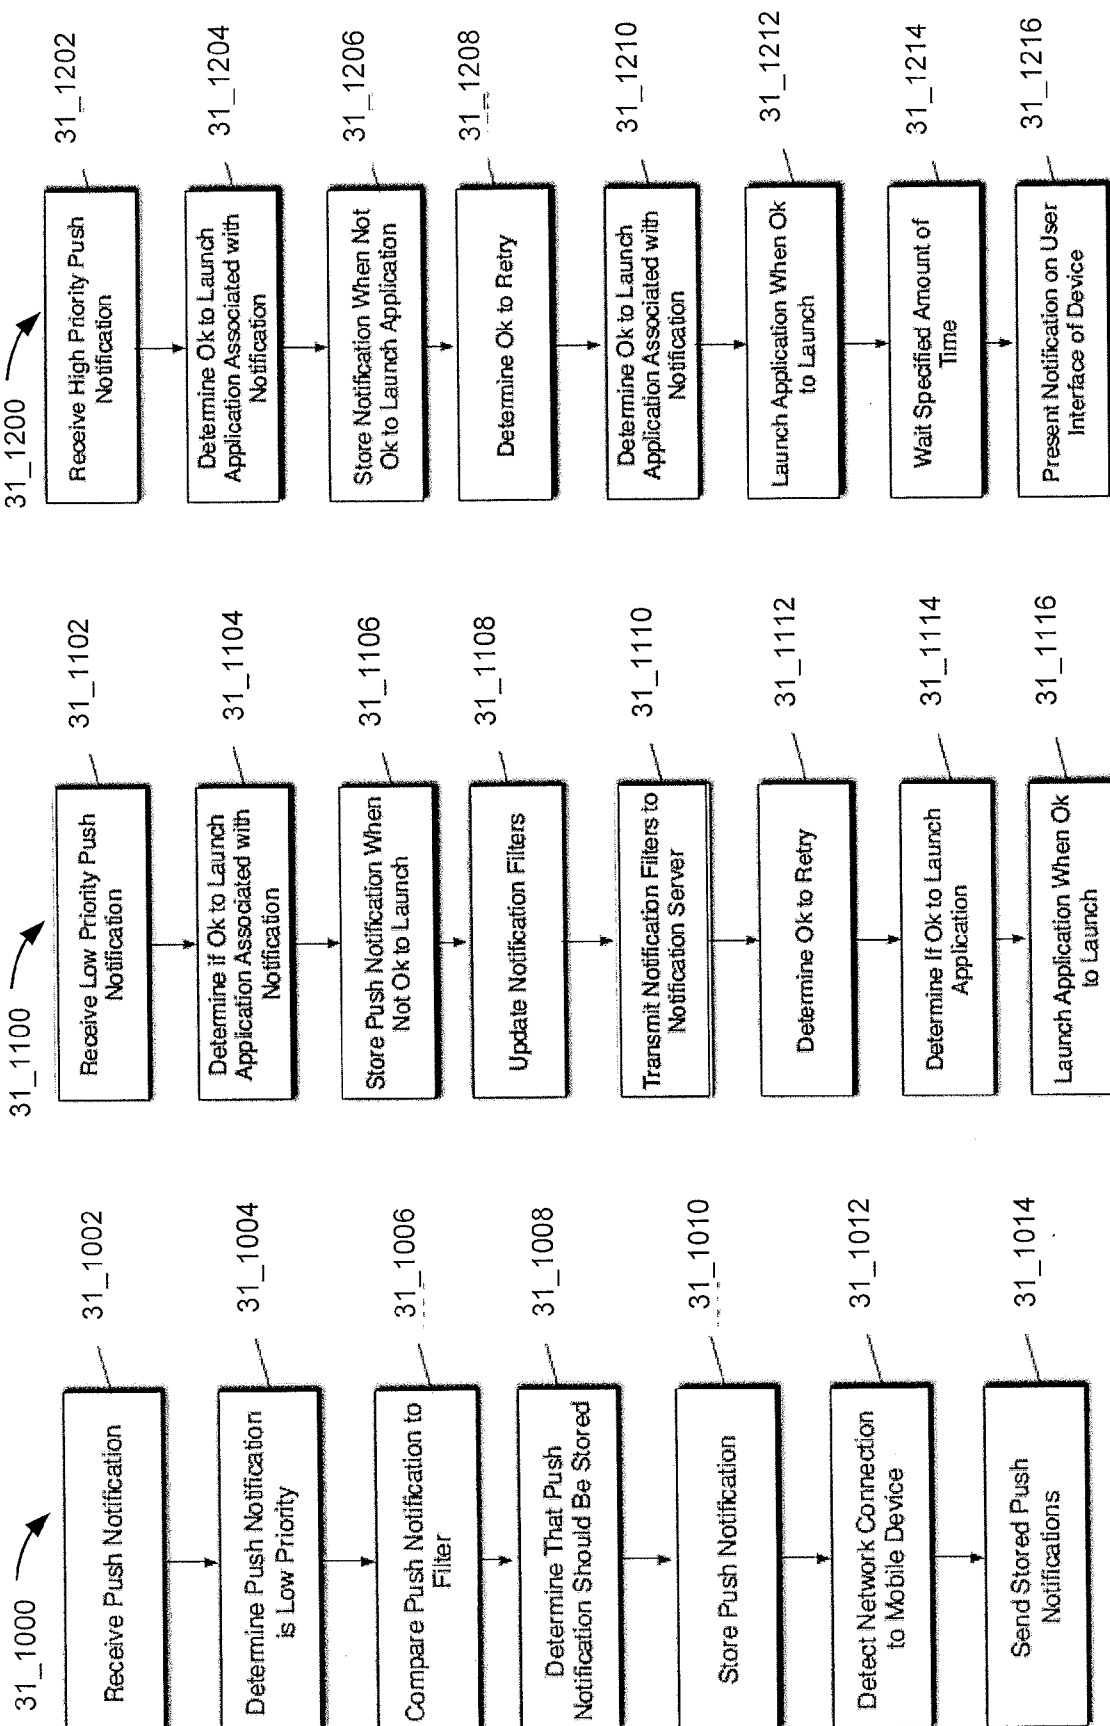 31_1000
Receive Push Notification
31_1002
Determine Push Notification
is Low Priority
31_1004
Compare Push Notification to
Filter
31_1006
Determine That Push
Notification Should Be Stored
31_1008
Store Push Notification
31_1010
Detect Network Connection
to Mobile Device
31_1012
Send Stored Push
Notifications
31_1014
31_1100
Receive Low Priority Push
Notification
31_1102
Determine if Ok to Launch
Application Associated with
Notification
31_1104
Store Push Notification When
Not Ok to Launch
31_1106
Update Notification Filters
31_1108
Transmit Notification Filters to
Notification Server
31_1110
Determine Ok to Retry
31_1112
Determine If Ok to Launch
Application
31_1114
Launch Application When Ok
to Launch
31_1116
31_1200
Receive High Priority Push
Notification
31_1202
Determine Ok to Launch
Application Associated with
Notification
31_1204
Store Notification When Not
Ok to Launch Application
31_1206
Determine Ok to Retry
31_1208
Determine Ok to Launch
Application Associated with
Notification
31_1210
Launch Application When Ok
to Launch
31_1212
Wait Specified Amount of
Time
31_1214
Present Notification on User
Interface of Device
31_1216